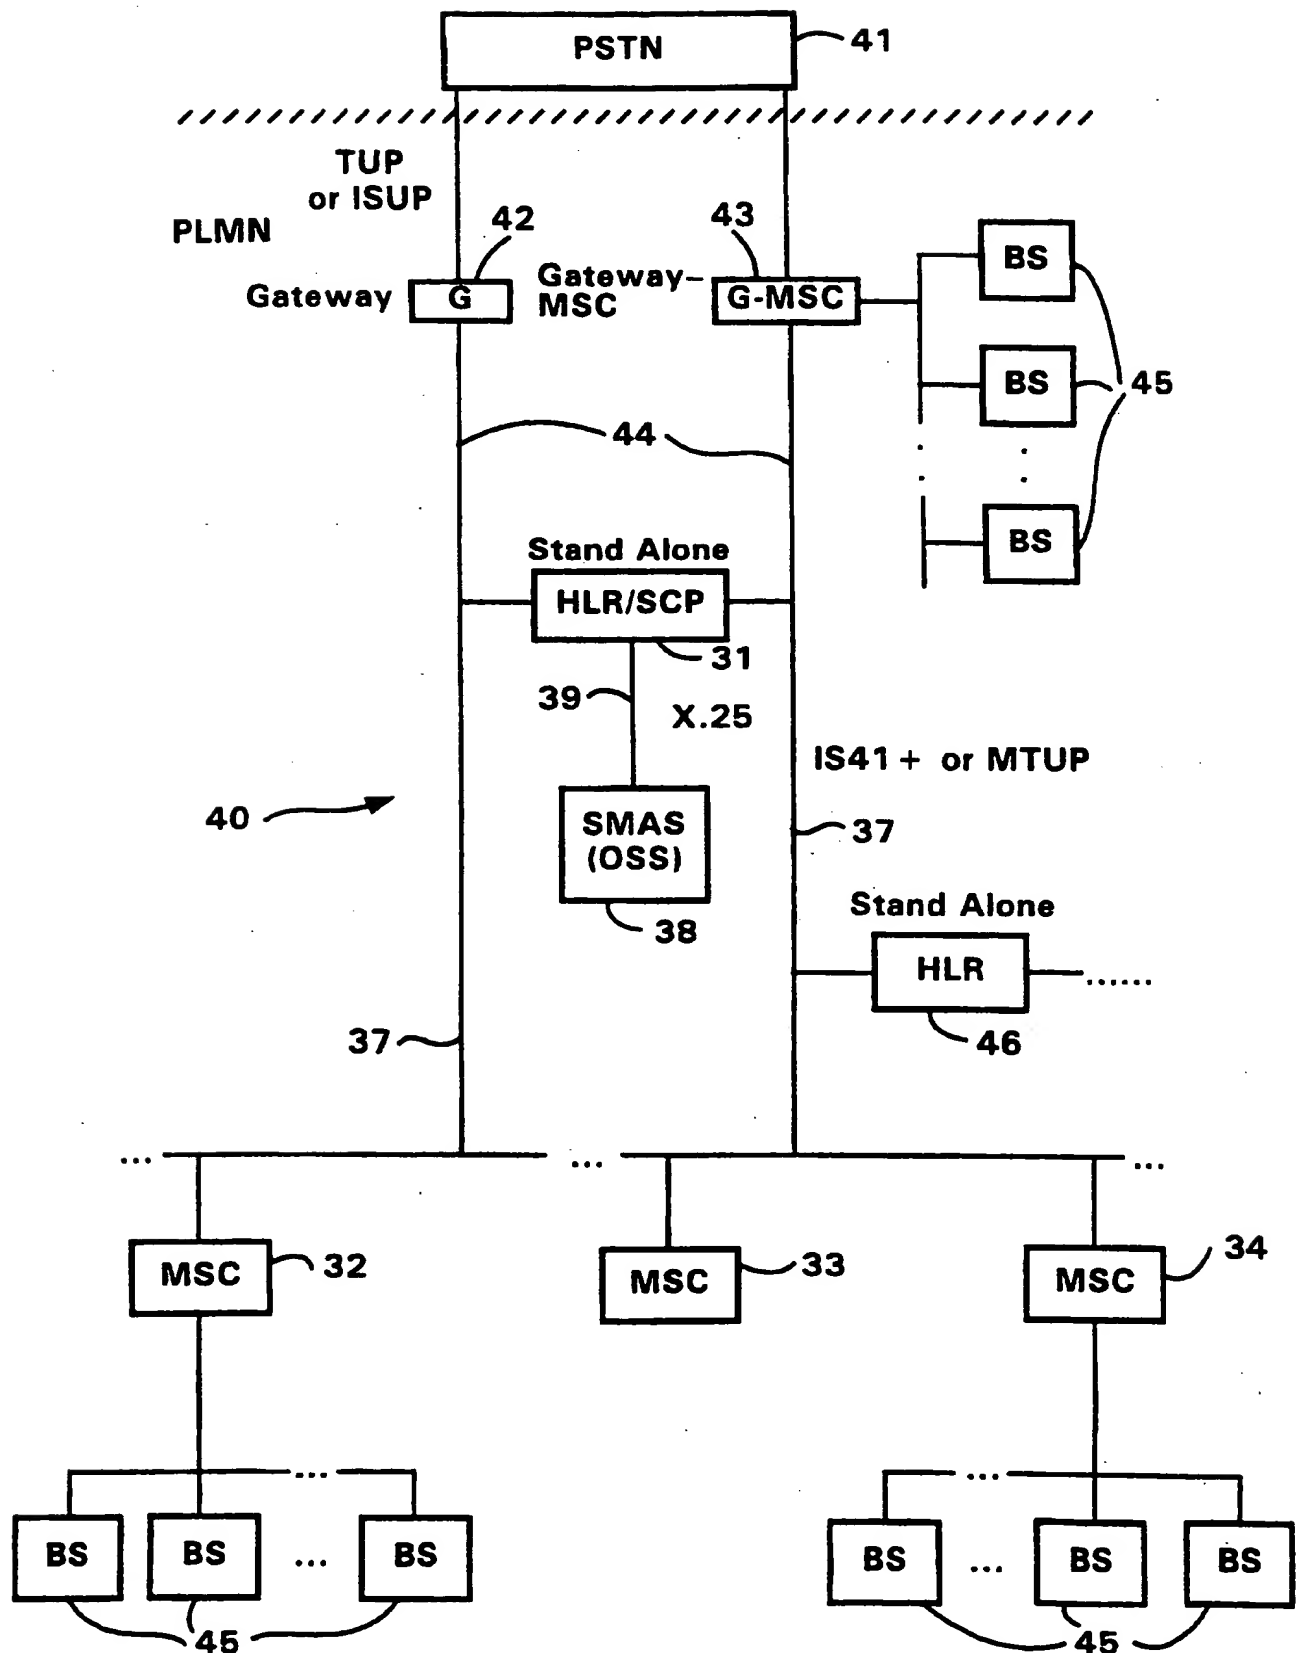 PSTN
41
TUP
or ISUP
PLMN
42
43
Gateway
G
Gateway-
MSC
G-MSC
BS
BS
45
BS
44
Stand Alone
HLR/SCP
31
39
X.25
IS41+ or MTUP
40
SMAS
(OSS)
37
38
Stand Alone
HLR
......
46
37
...
...
...
MSC
32
MSC
33
MSC
34
...
...
BS
BS
...
BS
BS
...
BS
BS
45
45